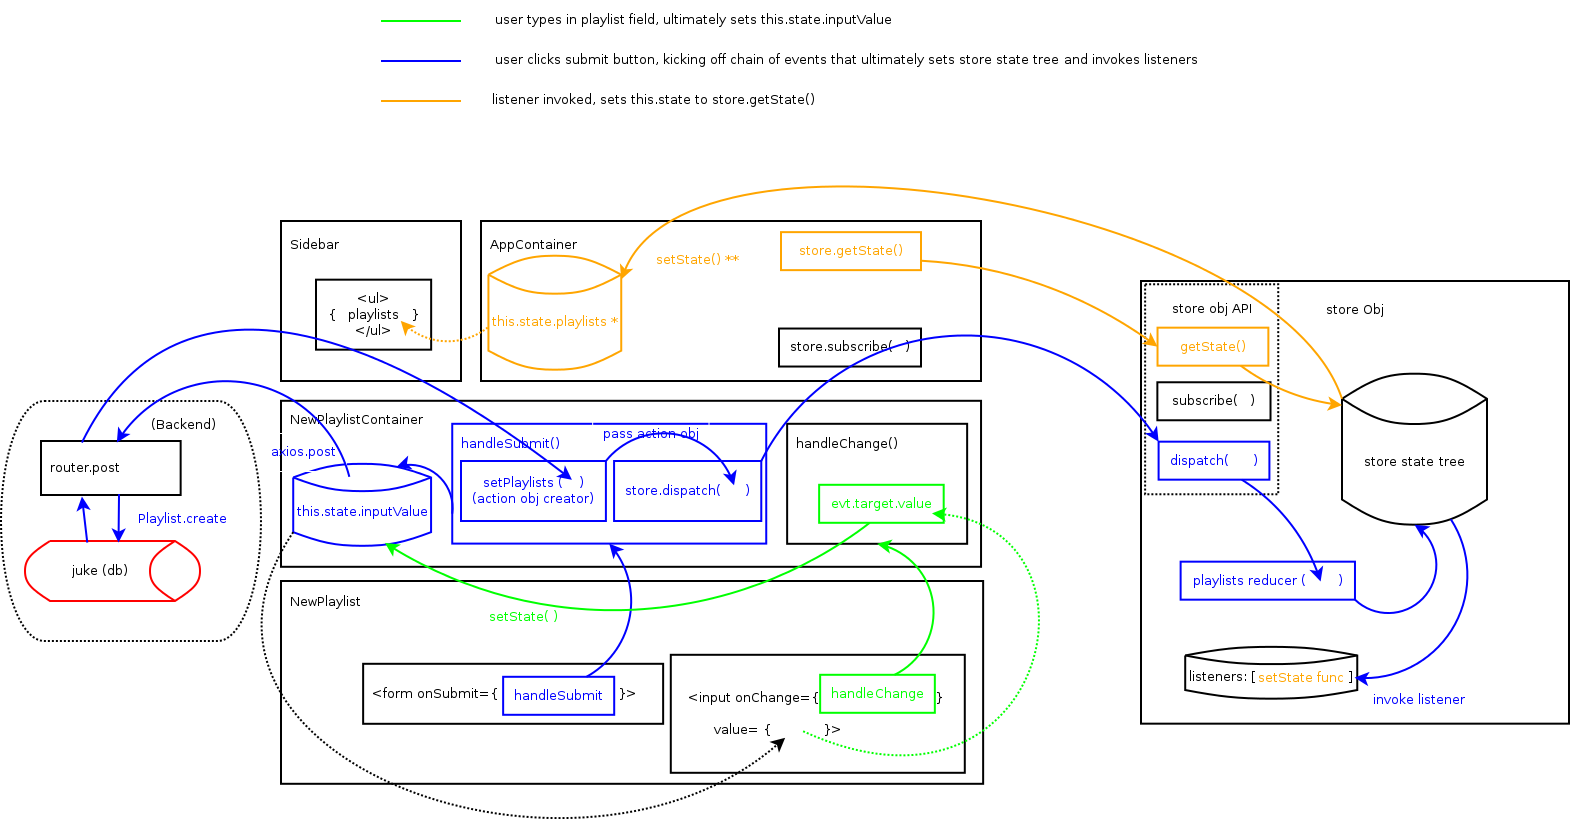 user types in playlist field, ultimately sets this.state.inputValue
user clicks submit button, kicking off chain of events that ultimately sets store state tree and invokes listeners
listener invoked, sets this.state to store.getState()
Sidebar
<ul>
{ playlists }
</ul>
AppContainer
setState() **
store.getState()
this.state.playlists *
store.subscribe( )
store obj API
store Obj
getState()
subscribe( )
dispatch( )
store state tree
playlists reducer ( )
listeners: [ setState func ]
invoke listener
(Backend)
router.post
Playlist.create
juke (db)
axios.post
NewPlaylistContainer
this.state.inputValue
handleSubmit()
pass action obj
setPlaylists ( )
(action obj creator)
store.dispatch( )
handleChange()
evt.target.value
setState( )
NewPlaylist
<form onSubmit={ handleSubmit }>
<input onChange={ handleChange }
value= { }>